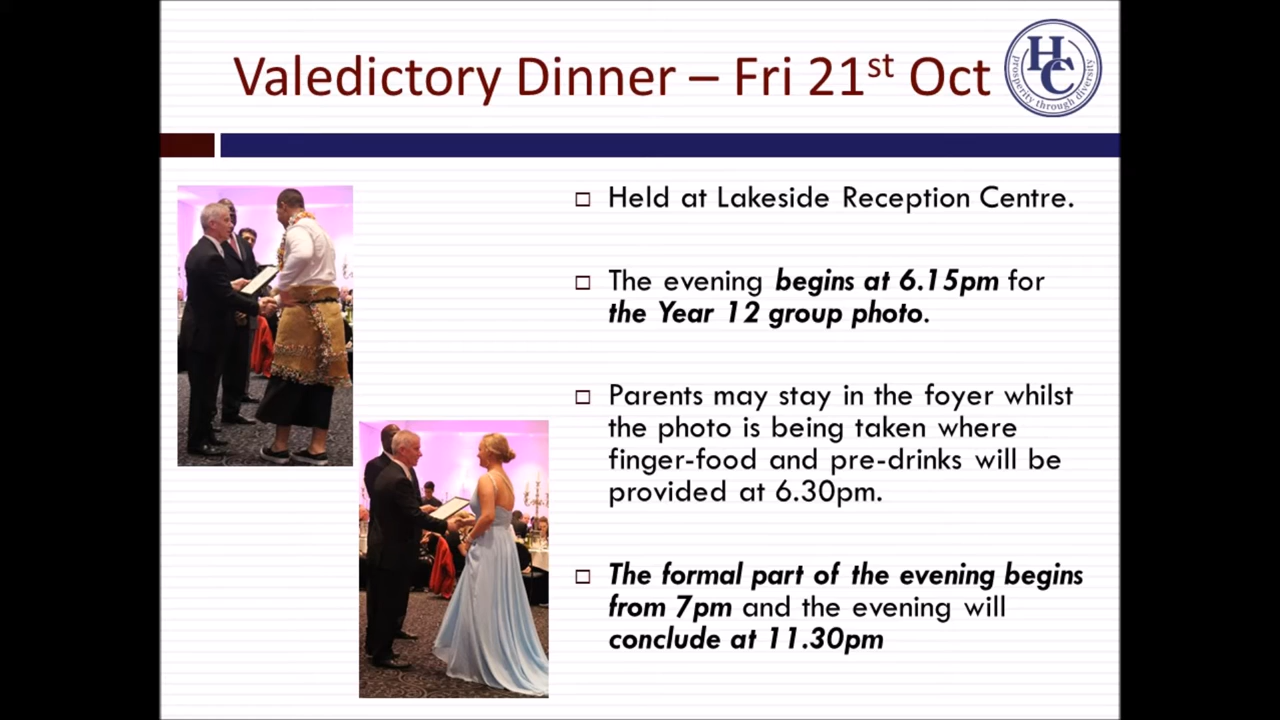 Valedictory Dinner – Fri 21st Oct
HC
prosperity through diversity
Held at Lakeside Reception Centre.
The evening begins at 6.15pm for
the Year 12 group photo.
Parents may stay in the foyer whilst
the photo is being taken where
finger-food and pre-drinks will be
provided at 6.30pm.
The formal part of the evening begins
from 7pm and the evening will
conclude at 11.30pm